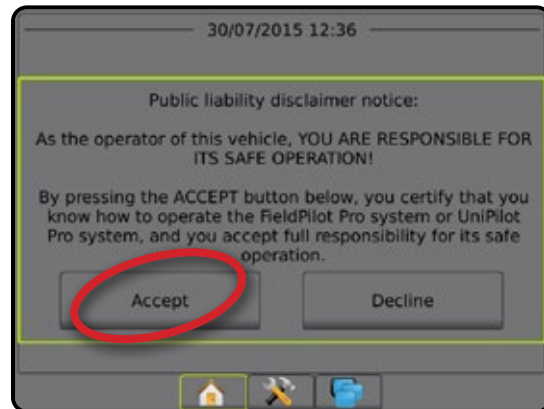 30/07/2015 12:36
Public liability disclaimer notice:
As the operator of this vehicle, YOU ARE RESPONSIBLE FOR
ITS SAFE OPERATION!
By pressing the ACCEPT button below, you certify that you
know how to operate the FieldPilot Pro system or UniPilot
Pro system, and you accept full responsibility for its safe
operation.
Accept
Decline